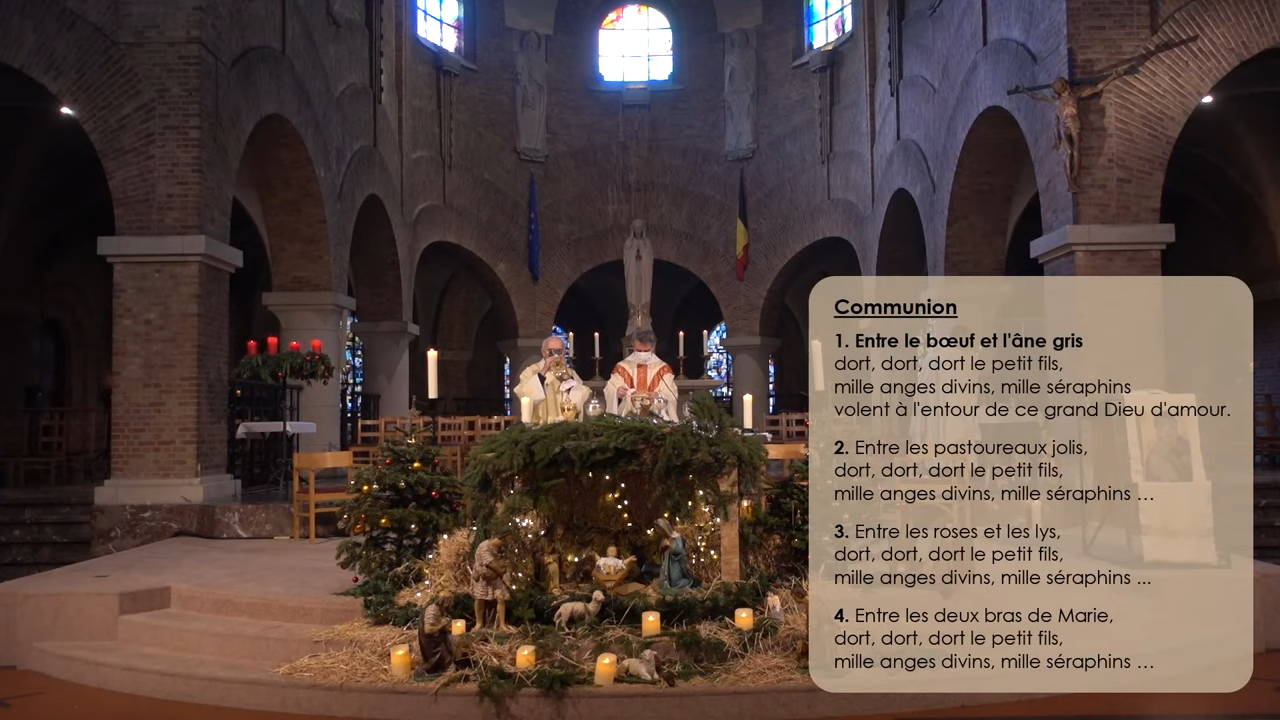 Communion
1. Entre le bœuf et l'âne gris
dort, dort, dort le petit fils,
mille anges divins, mille séraphins
volent à l'entour de ce grand Dieu d'amour.
2. Entre les pastoureaux jolis,
dort, dort, dort le petit fils,
mille anges divins, mille séraphins …
3. Entre les roses et les lys,
dort, dort, dort le petit fils,
mille anges divins, mille séraphins ...
4. Entre les deux bras de Marie,
dort, dort, dort le petit fils,
mille anges divins, mille séraphins …